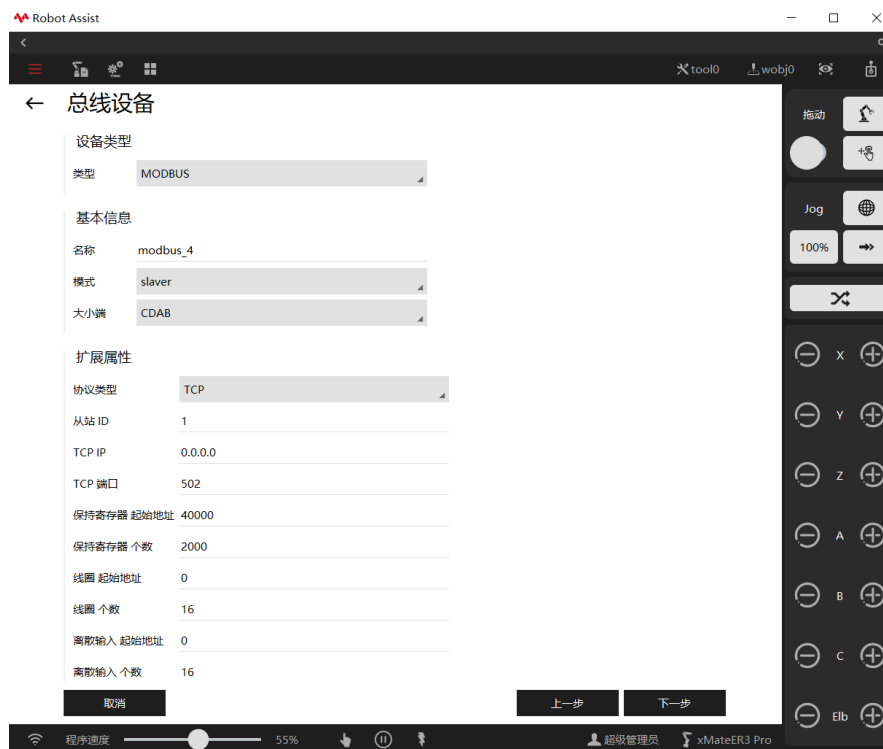 Robot Assist
tool0
wobj0
总线设备
设备类型
类型 MODBUS
基本信息
名称 modbus_4
模式 slaver
大小端 CDAB
扩展属性
协议类型 TCP
从站 ID 1
TCP IP 0.0.0.0
TCP 端口 502
保持寄存器 起始地址 40000
保持寄存器 个数 2000
线圈 起始地址 0
线圈 个数 16
离散输入 起始地址 0
离散输入 个数 16
取消
上一步
下一步
拖动
Jog
100%
X
Y
Z
A
B
C
Elb
程序速度 55%
超级管理员
xMateER3 Pro